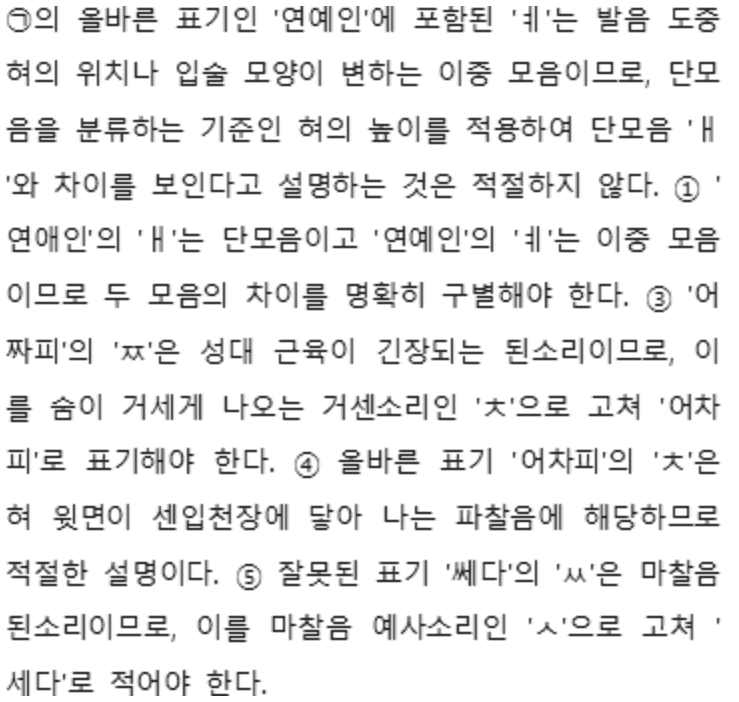 ㉠의 올바른 표기인 '연예인'에 포함된 'ㅖ'는 발음 도중
혀의 위치나 입술 모양이 변하는 이중 모음이므로, 단모
음을 분류하는 기준인 혀의 높이를 적용하여 단모음 'ㅐ
'와 차이를 보인다고 설명하는 것은 적절하지 않다. ① '
연애인'의 'ㅐ'는 단모음이고 '연예인'의 'ㅖ'는 이중 모음
이므로 두 모음의 차이를 명확히 구별해야 한다. ③ '어
짜피'의 'ㅉ'은 성대 근육이 긴장되는 된소리이므로, 이
를 숨이 거세게 나오는 거센소리인 'ㅊ'으로 고쳐 '어차
피'로 표기해야 한다. ④ 올바른 표기 '어차피'의 'ㅊ'은
혀 윗면이 센입천장에 닿아 나는 파찰음에 해당하므로
적절한 설명이다. ⑤ 잘못된 표기 '쎄다'의 'ㅆ'은 마찰음
된소리이므로, 이를 마찰음 예사소리인 'ㅅ'으로 고쳐 '
세다'로 적어야 한다.